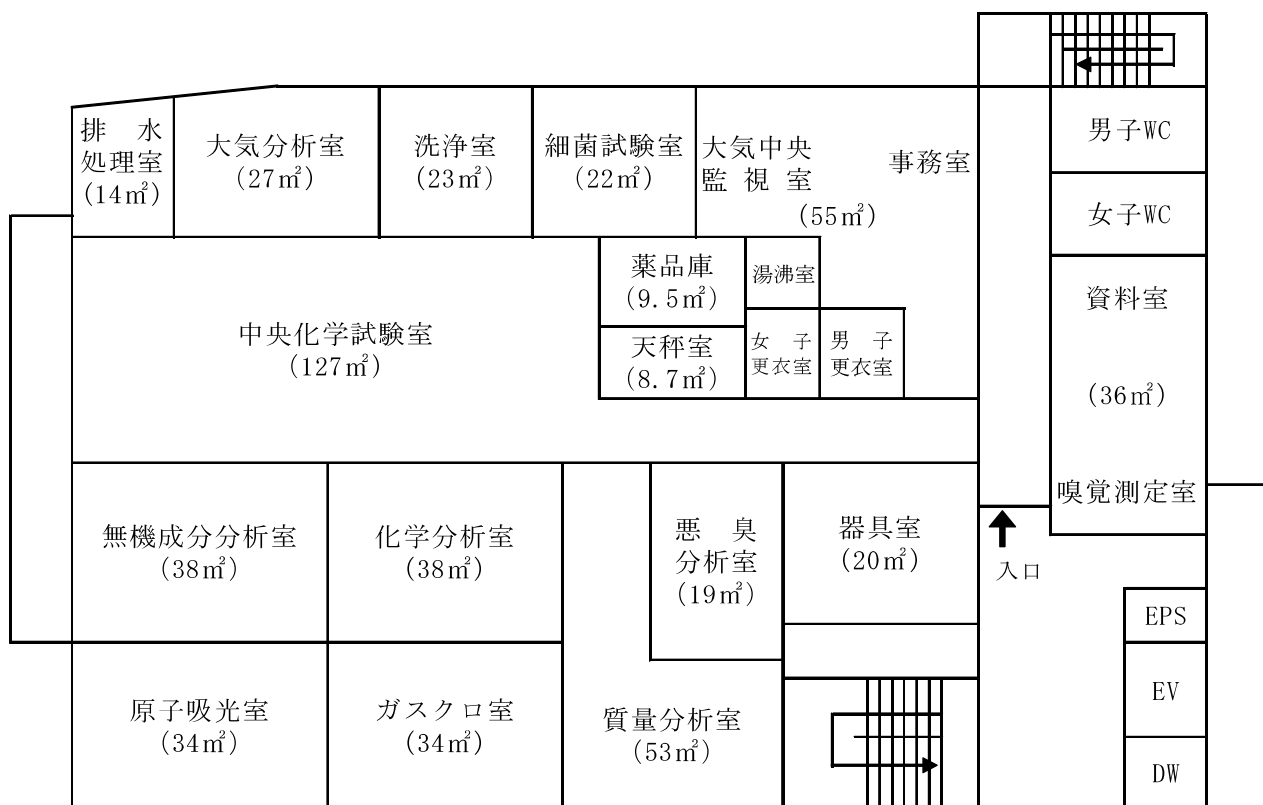 排 水
処理室
(14㎡)
大気分析室
(27㎡)
洗浄室
(23㎡)
細菌試験室
(22㎡)
大気中央
監 視 室
事務室
(55㎡)
男子WC
女子WC
薬品庫
(9.5㎡)
湯沸室
資料室
(36㎡)
嗅覚測定室
中央化学試験室
(127㎡)
天秤室
(8.7㎡)
女 子
更衣室
男 子
更衣室
無機成分分析室
(38㎡)
化学分析室
(38㎡)
悪 臭
分析室
(19㎡)
器具室
(20㎡)
入口
EPS
原子吸光室
(34㎡)
ガスクロ室
(34㎡)
質量分析室
(53㎡)
EV
DW